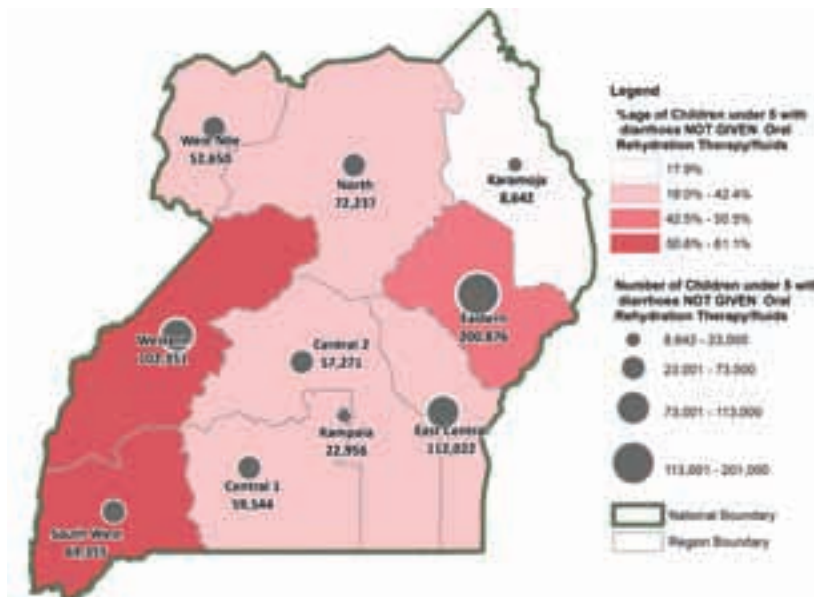 West Nile
North
72,237
Karamoja
8,642
Legend
%age of Children under 5 with
diarrhoea NOT GIVEN Oral
Rehydration Therapy/fluids
17.9%
18.0% - 42.4%
42.5% - 50.5%
50.6% - 61.1%
Number of Children under 5 with
diarrhoea NOT GIVEN Oral
Rehydration Therapy/fluids
8,642 - 23,000
23,001 - 73,000
73,001 - 113,000
113,001 - 201,000
National Boundary
Region Boundary
Eastern
200,876
Western
102,351
Central 2
57,271
Kampala
22,956
East Central
112,022
Central 1
South West